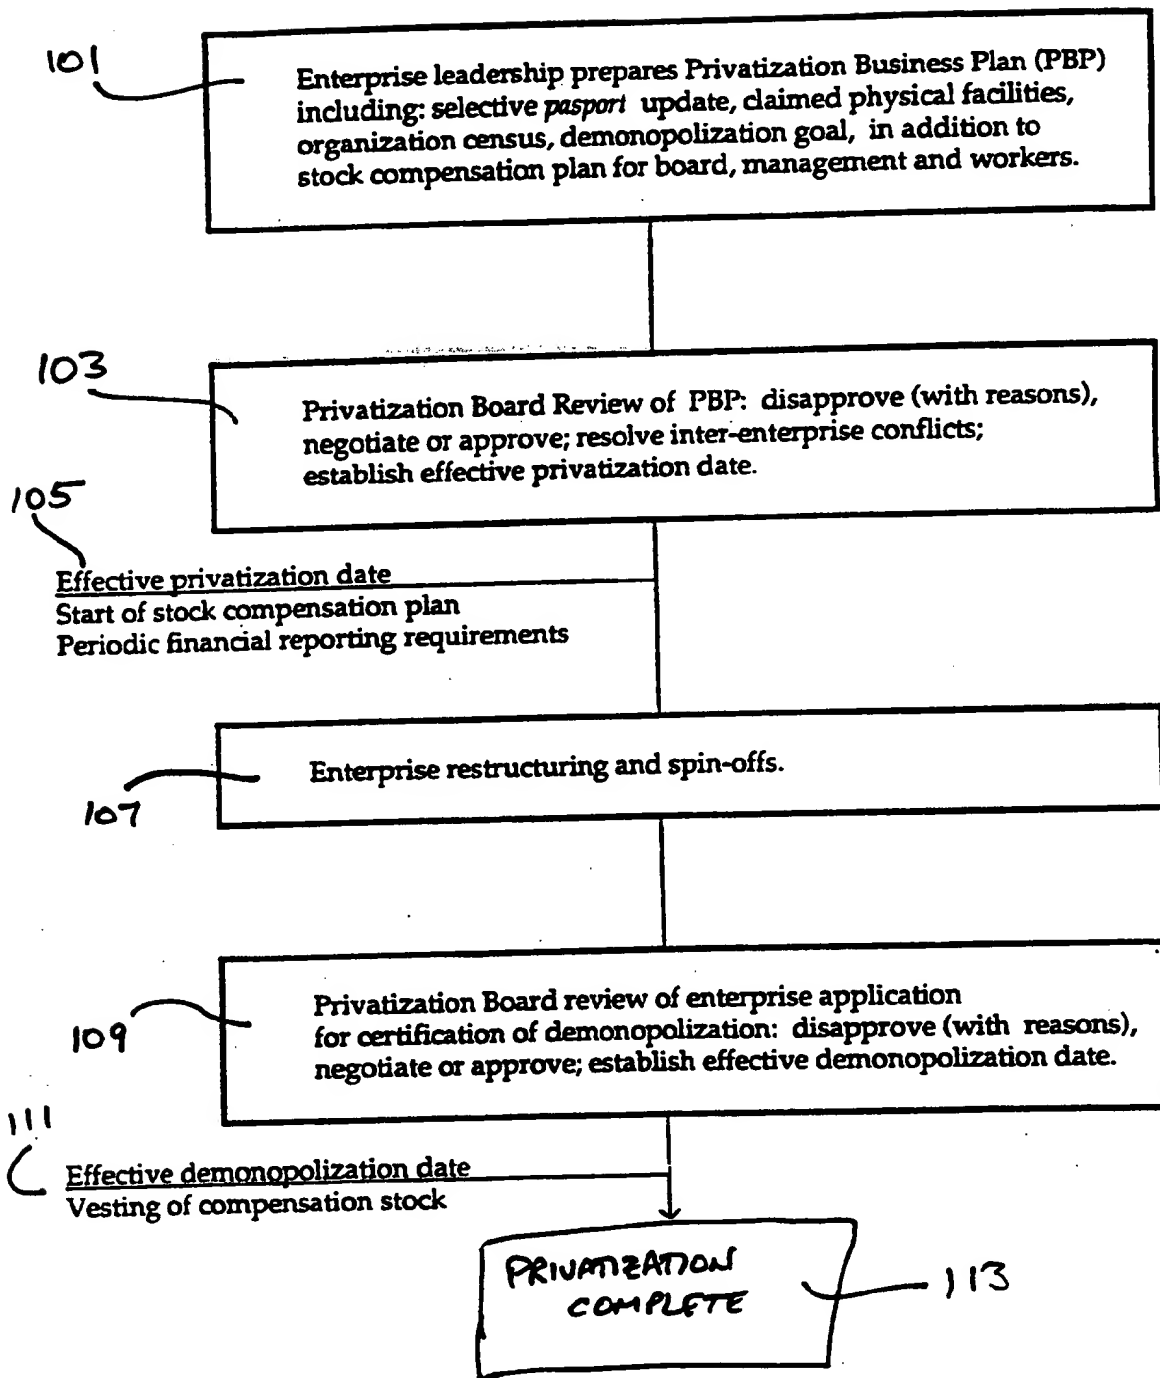 101
Enterprise leadership prepares Privatization Business Plan (PBP)
including: selective pasport update, claimed physical facilities,
organization census, demonopolization goal, in addition to
stock compensation plan for board, management and workers.
103
Privatization Board Review of PBP: disapprove (with reasons),
negotiate or approve; resolve inter-enterprise conflicts;
establish effective privatization date.
105
Effective privatization date
Start of stock compensation plan
Periodic financial reporting requirements
Enterprise restructuring and spin-offs.
107
Privatization Board review of enterprise application
for certification of demonopolization: disapprove (with reasons),
negotiate or approve; establish effective demonopolization date.
109
111
Effective demonopolization date
Vesting of compensation stock
PRIVATIZATION
COMPLETE
113